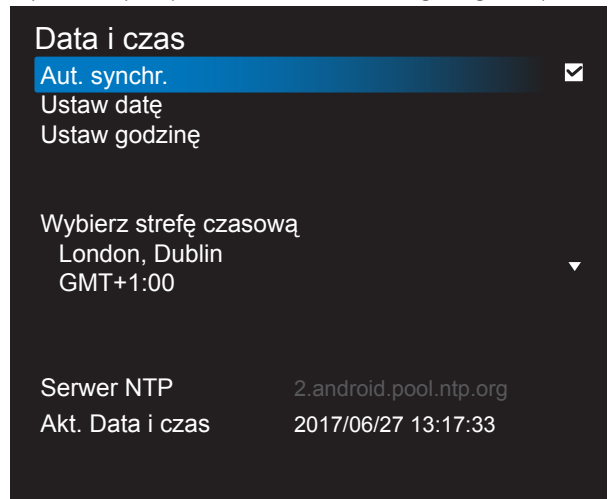 Data i czas
Aut. synchr.
Ustaw datę
Ustaw godzinę
Wybierz strefę czasową
London, Dublin
GMT+1:00
Serwer NTP 2.android.pool.ntp.org
Akt. Data i czas 2017/06/27 13:17:33